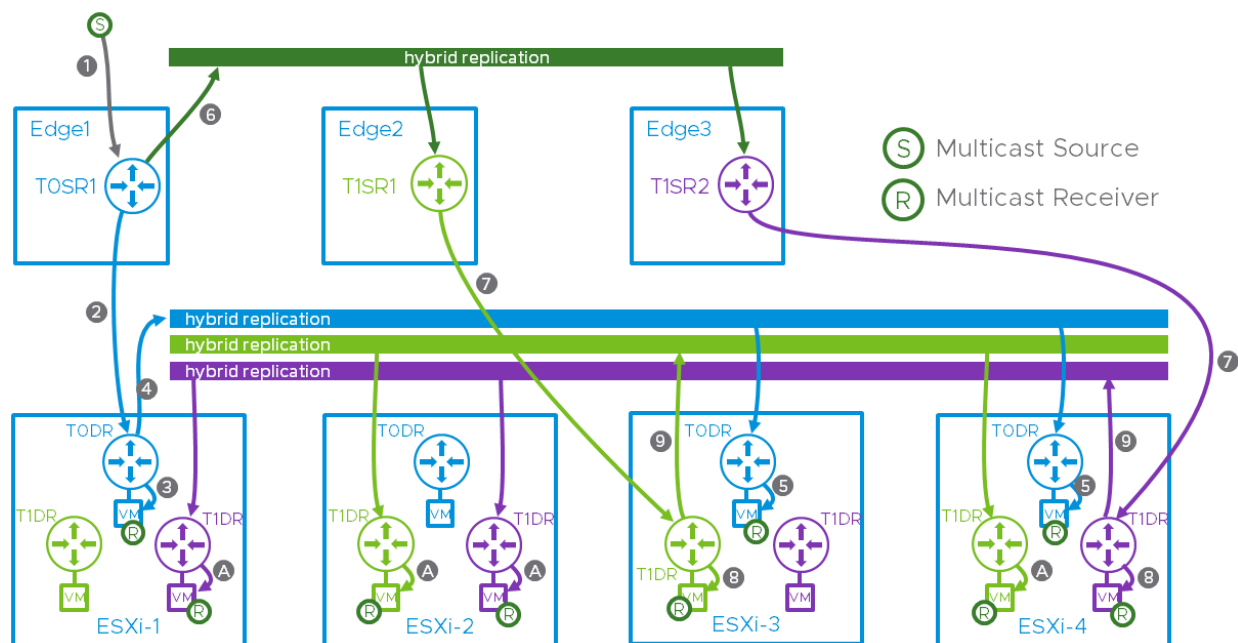 S
hybrid replication
1
6
Edge1
Edge2
Edge3
T0SR1
T1SR1
T1SR2
S Multicast Source
R Multicast Receiver
7
2
hybrid replication
hybrid replication
hybrid replication
4
7
T0DR
T0DR
T0DR
T0DR
9
9
3
5
5
VM
VM
VM
VM
R
R
R
R
T1DR
T1DR
T1DR
T1DR
T1DR
T1DR
T1DR
T1DR
A
A
A
8
A
8
VM
VM
VM
VM
VM
VM
VM
VM
R
R
R
R
R
R
ESXi-1
ESXi-2
ESXi-3
ESXi-4